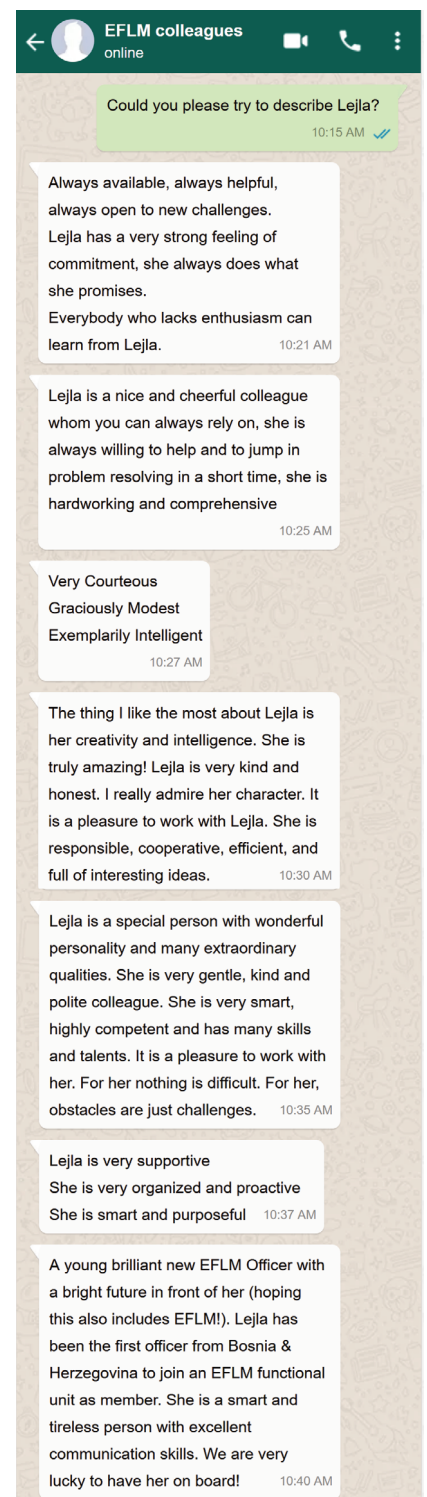 EFLM colleagues
online
Could you please try to describe Lejla?
10:15 AM
Always available, always helpful,
always open to new challenges.
Lejla has a very strong feeling of
commitment, she always does what
she promises.
Everybody who lacks enthusiasm can
learn from Lejla.
10:21 AM
Lejla is a nice and cheerful colleague
whom you can always rely on, she is
always willing to help and to jump in
problem resolving in a short time, she is
hardworking and comprehensive
10:25 AM
Very Courteous
Graciously Modest
Exemplarily Intelligent
10:27 AM
The thing I like the most about Lejla is
her creativity and intelligence. She is
truly amazing! Lejla is very kind and
honest. I really admire her character. It
is a pleasure to work with Lejla. She is
responsible, cooperative, efficient, and
full of interesting ideas.
10:30 AM
Lejla is a special person with wonderful
personality and many extraordinary
qualities. She is very gentle, kind and
polite colleague. She is very smart,
highly competent and has many skills
and talents. It is a pleasure to work with
her. For her nothing is difficult. For her,
obstacles are just challenges.
10:35 AM
Lejla is very supportive
She is very organized and proactive
She is smart and purposeful
10:37 AM
A young brilliant new EFLM Officer with
a bright future in front of her (hoping
this also includes EFLM!). Lejla has
been the first officer from Bosnia &
Herzegovina to join an EFLM functional
unit as member. She is a smart and
tireless person with excellent
communication skills. We are very
lucky to have her on board!
10:40 AM